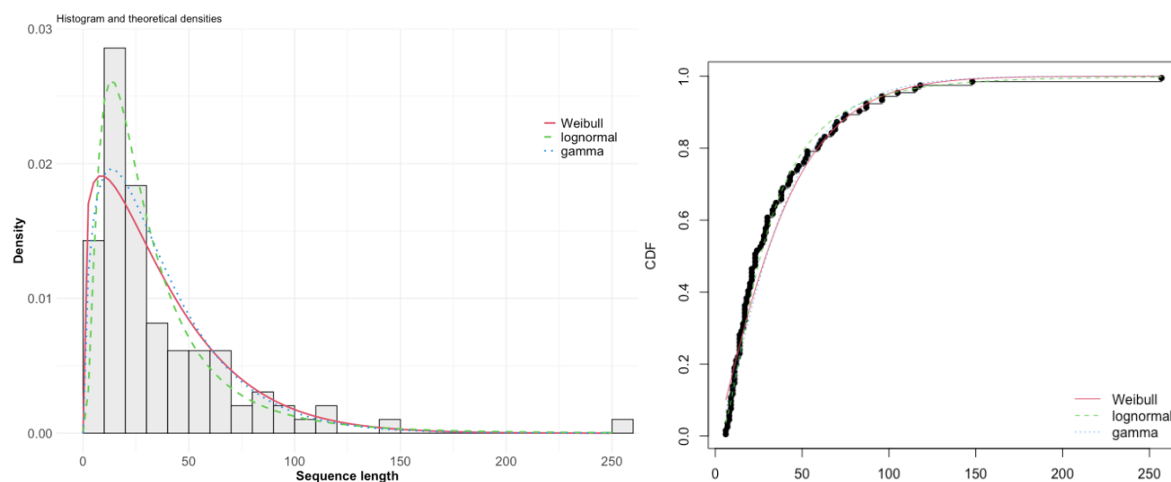 Histogram and theoretical densities
0.03
0.02
0.01
0.00
Density
Weibull
lognormal
gamma
0 50 100 150 200 250
Sequence length
1.0
0.8
0.6
0.4
0.2
0.0
CDF
Weibull
lognormal
gamma
0 50 100 150 200 250